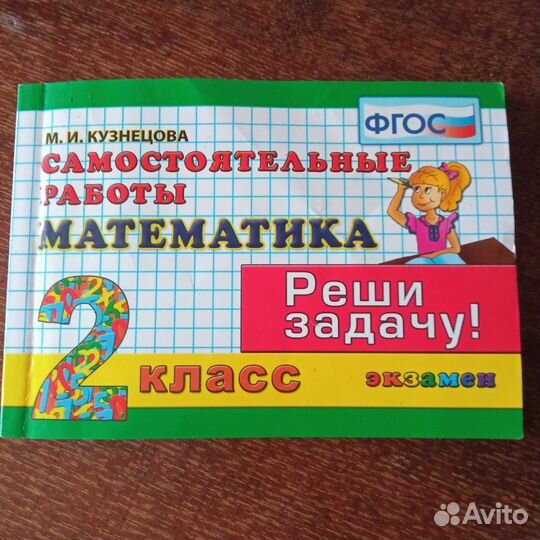 ФГОС
М. И. КУЗНЕЦОВА
САМОСТОЯТЕЛЬНЫЕ
РАБОТЫ
МАТЕМАТИКА
Реши
задачу!
2 класс
экзамен
Avito